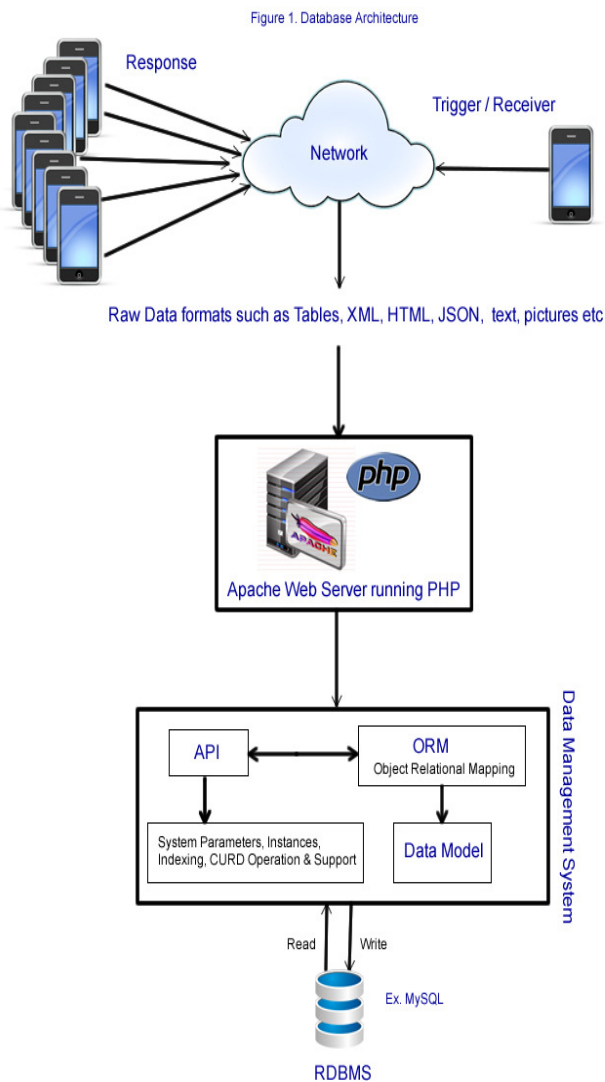 Figure 1. Database Architecture
Response
Trigger / Receiver
Network
Raw Data formats such as Tables, XML, HTML, JSON, text, pictures etc
php
APACHE
Apache Web Server running PHP
Data Management System
API
ORM
Object Relational Mapping
System Parameters, Instances,
Indexing, CURD Operation & Support
Data Model
Read
Write
Ex. MySQL
RDBMS